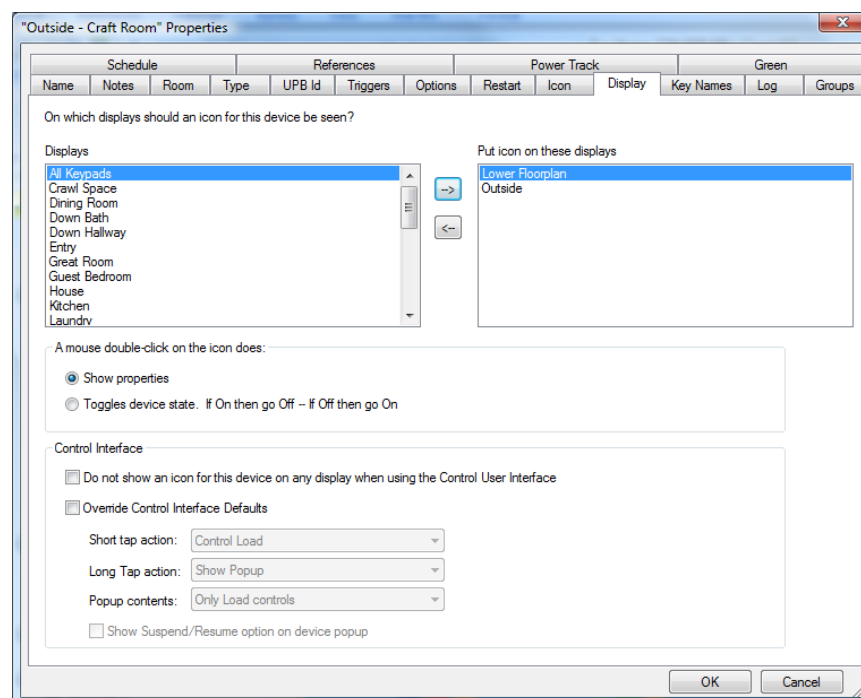 "Outside - Craft Room" Properties
Schedule References Power Track Green
Name Notes Room Type UPB Id Triggers Options Restart Icon Display Key Names Log Groups
On which displays should an icon for this device be seen?
Displays Put icon on these displays
All Keypads
Crawl Space
Dining Room
Down Bath
Down Hallway
Entry
Great Room
Guest Bedroom
House
Kitchen
Laundry
-->
<--
Lower Floorplan
Outside
A mouse double-click on the icon does:
Show properties
Toggles device state. If On then go Off -- If Off then go On
Control Interface
Do not show an icon for this device on any display when using the Control User Interface
Override Control Interface Defaults
Short tap action: Control Load
Long Tap action: Show Popup
Popup contents: Only Load controls
Show Suspend/Resume option on device popup
OK Cancel